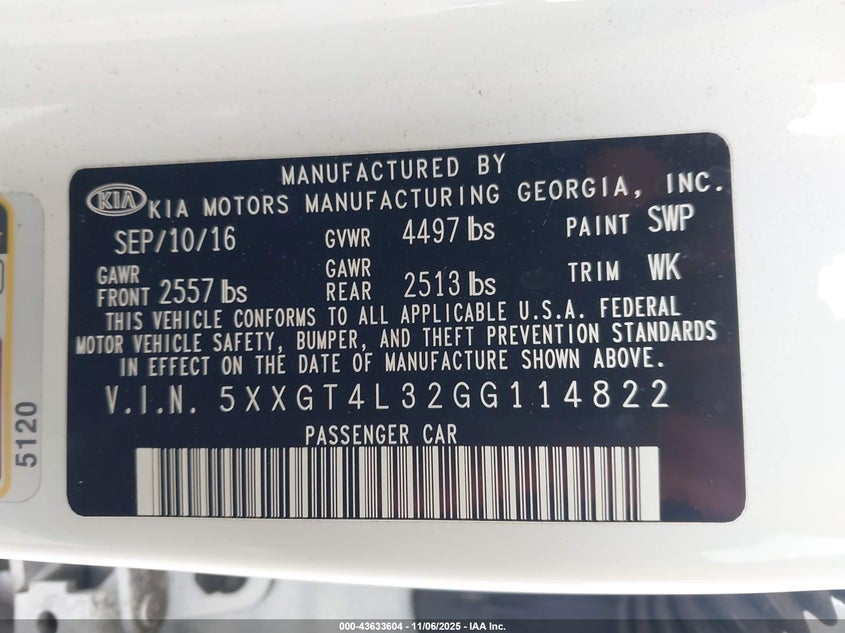 MANUFACTURED BY
KIA KIA MOTORS MANUFACTURING GEORGIA, INC.
SEP/10/16 GVWR 4497 lbs PAINT SWP
GAWR FRONT 2557 lbs GAWR REAR 2513 lbs TRIM WK
THIS VEHICLE CONFORMS TO ALL APPLICABLE U.S.A. FEDERAL
MOTOR VEHICLE SAFETY, BUMPER, AND THEFT PREVENTION STANDARDS
IN EFFECT ON THE DATE OF MANUFACTURE SHOWN ABOVE.
V.I.N. 5XXGT4L32GG114822
PASSENGER CAR
5120
000-43633604 | 11/06/2025 - IAA Inc.